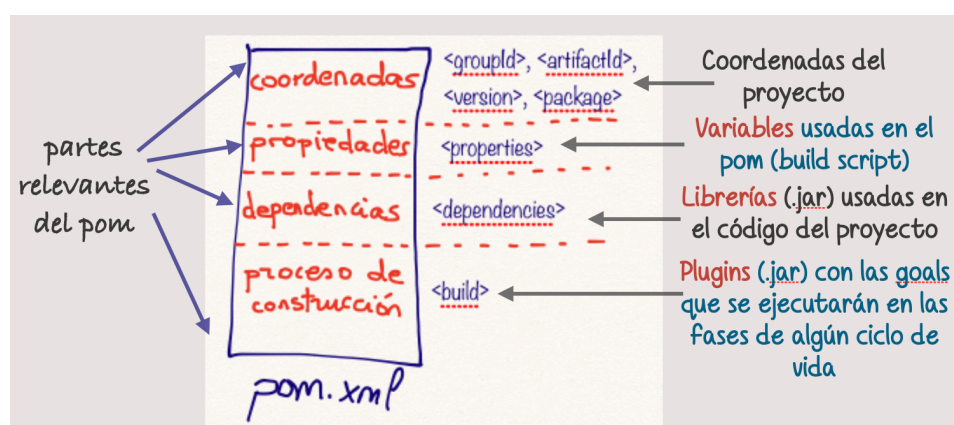 partes
relevantes
del pom
coordenadas
propiedades
dependencias
proceso de
construcción
pom.xml
<groupId>, <artifactId>,
<version>, <package>
<properties>
<dependencies>
<build>
Coordenadas del
proyecto
Variables usadas en el
pom (build script)
Librerías (.jar) usadas en
el código del proyecto
Plugins (.jar) con las goals
que se ejecutarán en las
fases de algún ciclo de
vida